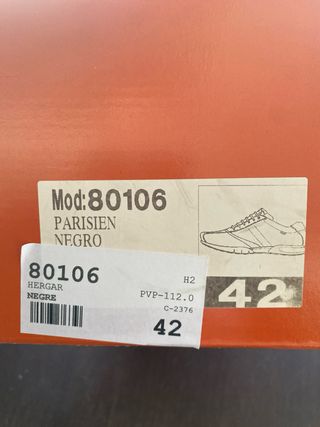 Mod:80106
PARISIEN
NEGRO
42
80106 H2
HERGAR
NEGRE PVP-112.0
C-2376
42